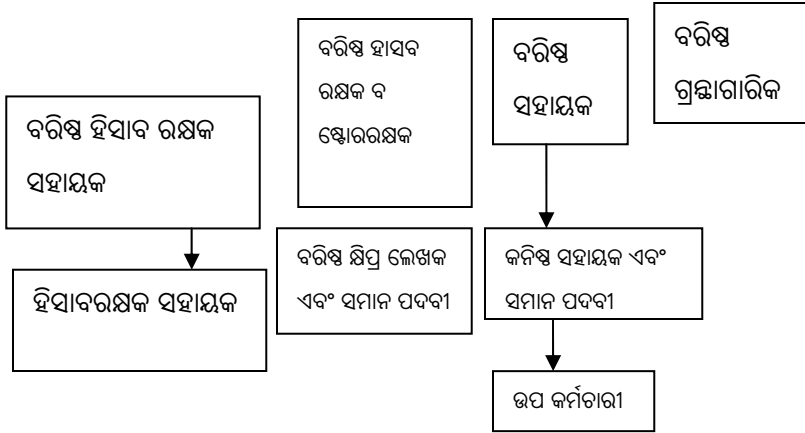 ବରିଷ୍ଠ ହିସାବ ରକ୍ଷକ
ସହାୟକ
ହିସାବରକ୍ଷକ ସହାୟକ
ବରିଷ୍ଠ ହାସବ
ରକ୍ଷକ ବ
ଷ୍ଟୋରରକ୍ଷକ
ବରିଷ୍ଠ କ୍ଷିପ୍ର ଲେଖକ
ଏବଂ ସମାନ ପଦବୀ
ବରିଷ୍ଠ
ସହାୟକ
କନିଷ୍ଠ ସହାୟକ ଏବଂ
ସମାନ ପଦବୀ
ଉପ କର୍ମଚାରୀ
ବରିଷ୍ଠ
ଗ୍ରନ୍ଥାଗାରିକ